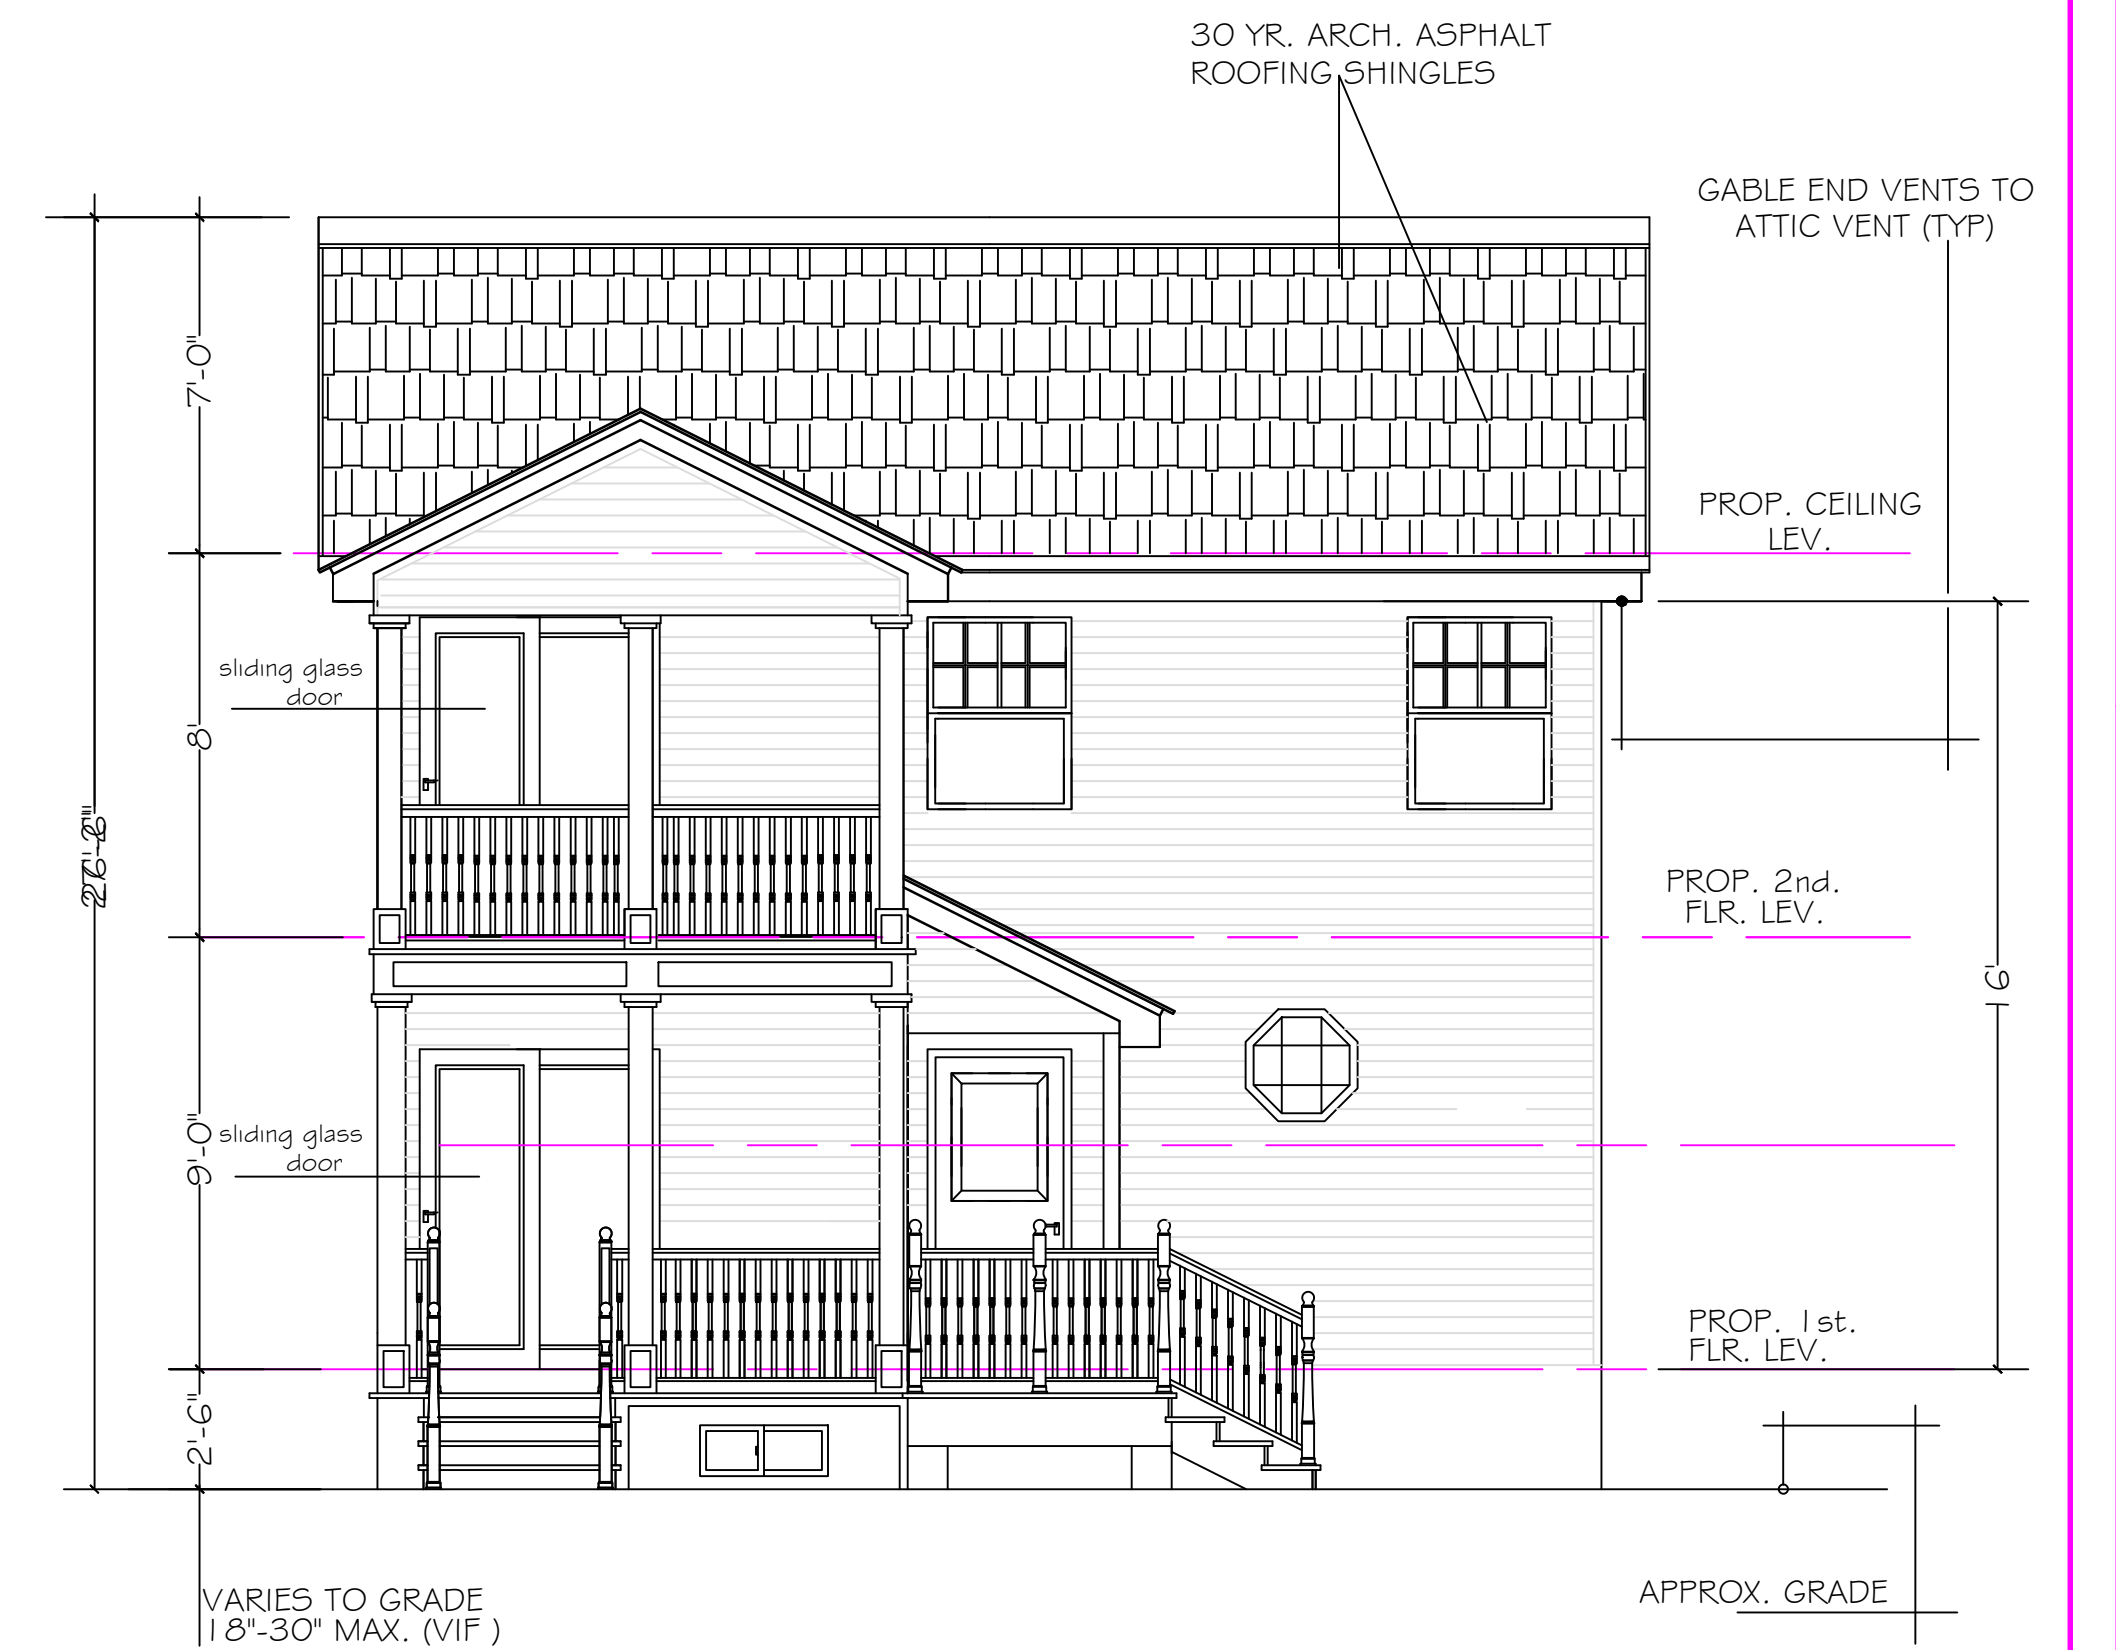 30 YR. ARCH. ASPHALT
ROOFING SHINGLES
GABLE END VENTS TO
ATTIC VENT (TYP)
7'-0"
PROP. CEILING
LEV.
sliding glass
door
8'
PROP. 2nd.
FLR. LEV.
16'
9'-0"
sliding glass
door
PROP. 1st.
FLR. LEV.
2'-6"
VARIES TO GRADE
18"-30" MAX. (VIF )
APPROX. GRADE